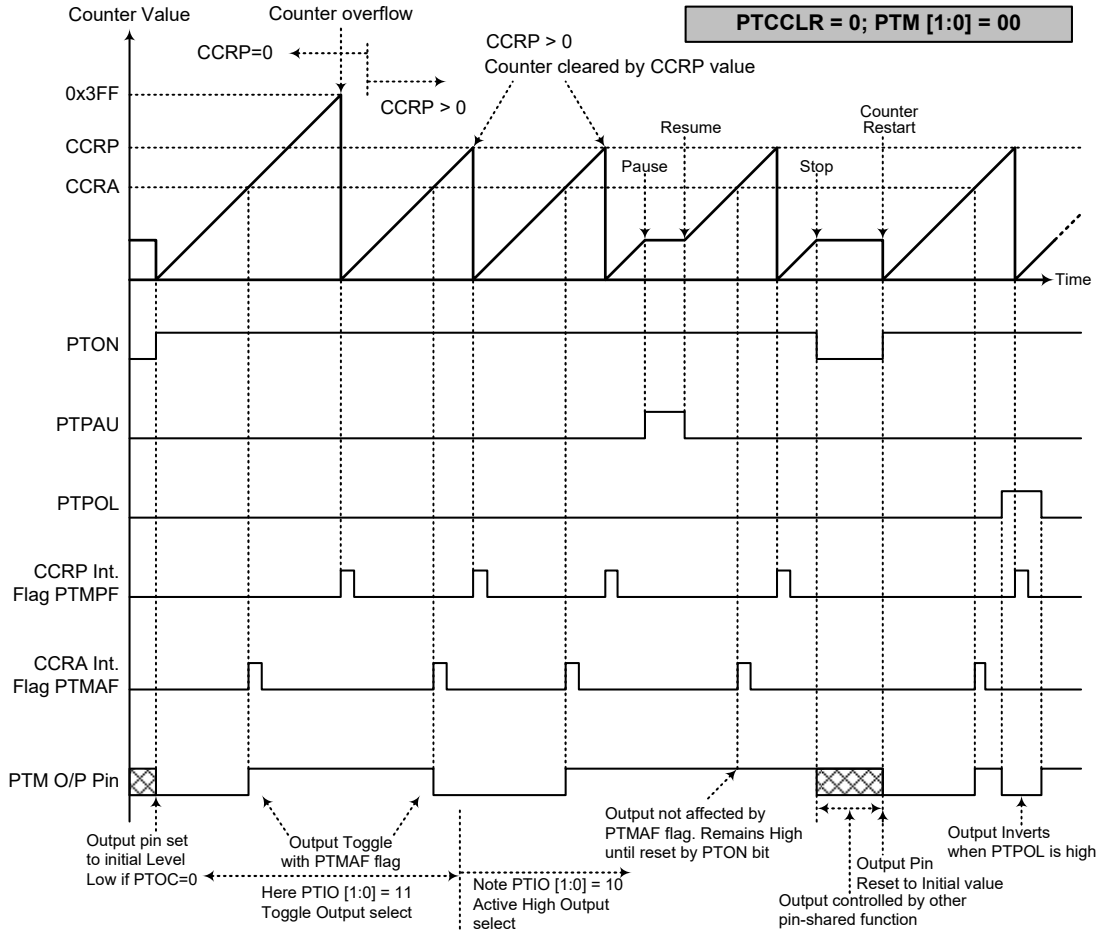 Counter Value
Counter overflow
PTCCLR = 0; PTM [1:0] = 00
CCRP=0
CCRP > 0
CCRP > 0
Counter cleared by CCRP value
0x3FF
CCRP
CCRA
Pause
Resume
Stop
Counter
Restart
Time
PTON
PTPAU
PTPOL
CCRP Int.
Flag PTMPF
CCRA Int.
Flag PTMAF
PTM O/P Pin
Output pin set
to initial Level
Low if PTOC=0
Output Toggle
with PTMAF flag
Here PTIO [1:0] = 11
Toggle Output select
Note PTIO [1:0] = 10
Active High Output
select
Output not affected by
PTMAF flag. Remains High
until reset by PTON bit
Output Pin
Reset to Initial value
Output controlled by other
pin-shared function
Output Inverts
when PTPOL is high